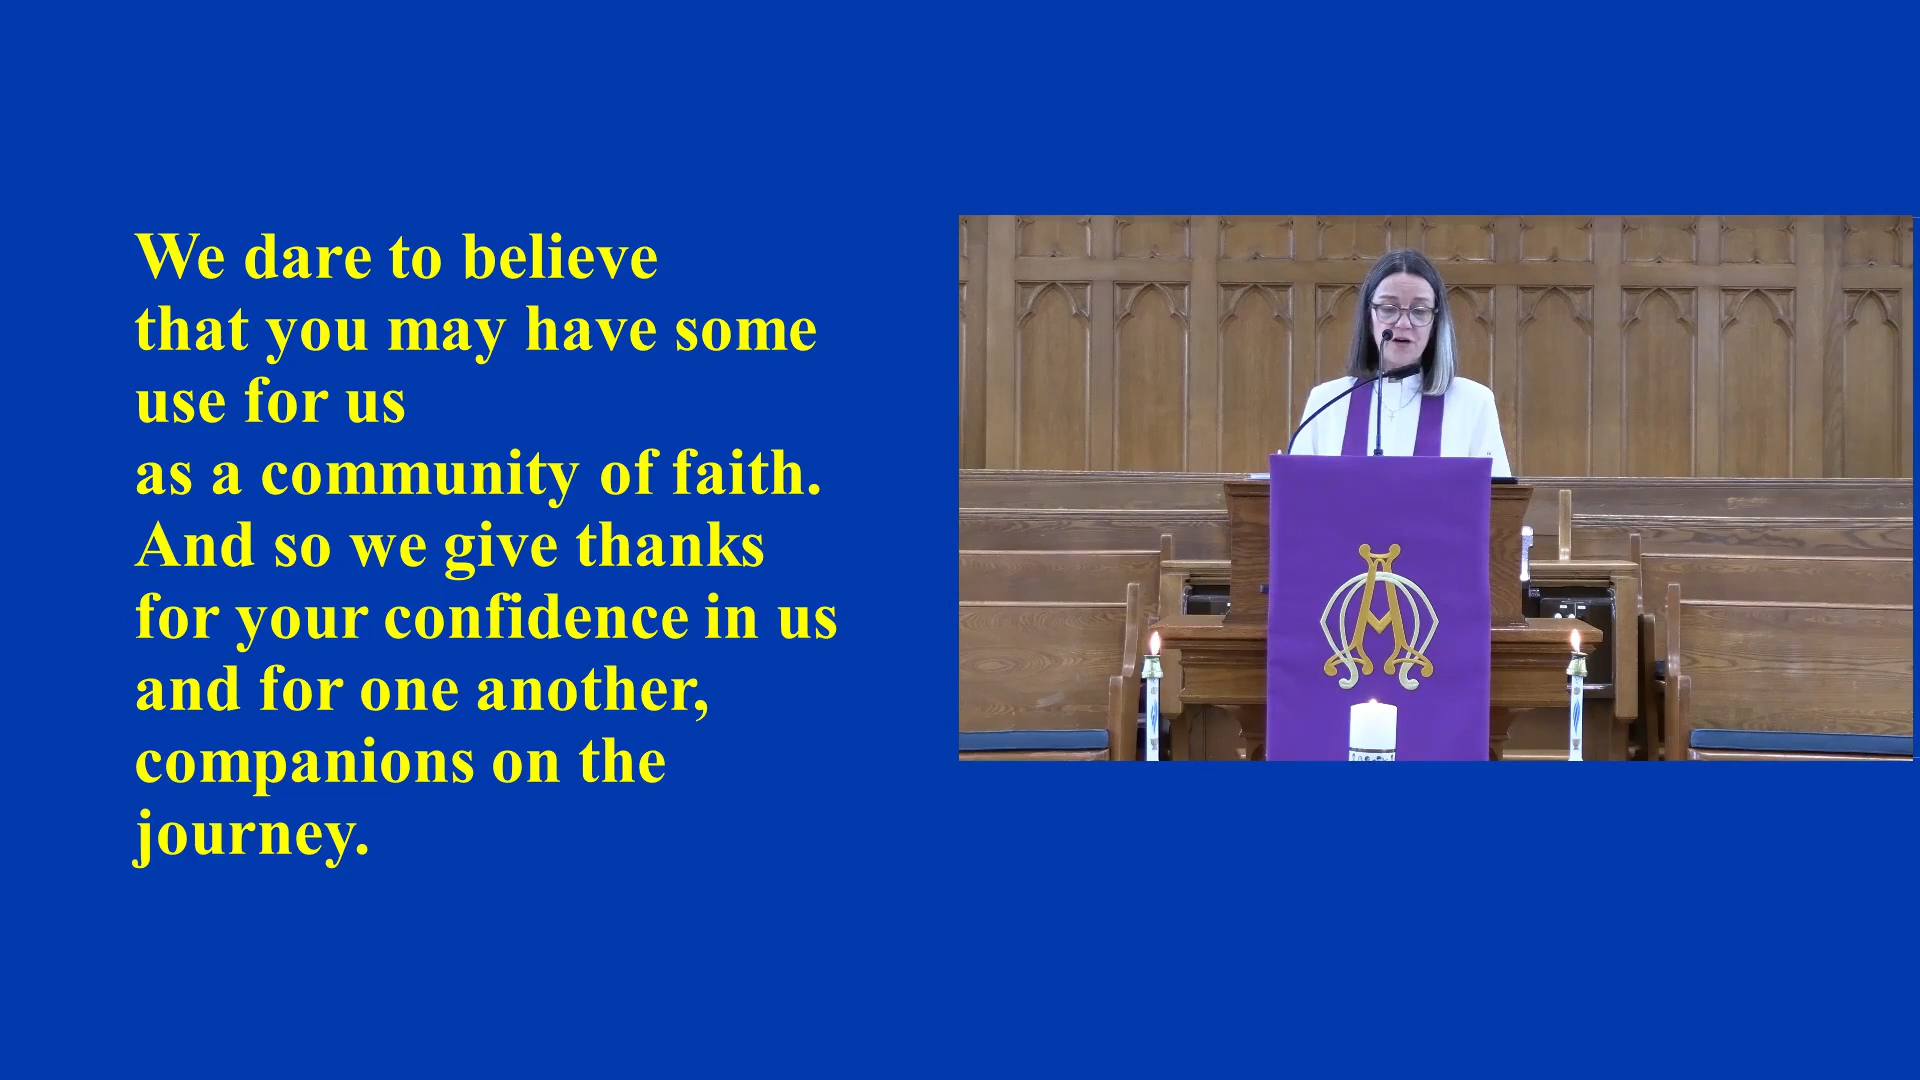 We dare to believe
that you may have some
use for us
as a community of faith.
And so we give thanks
for your confidence in us
and for one another,
companions on the
journey.